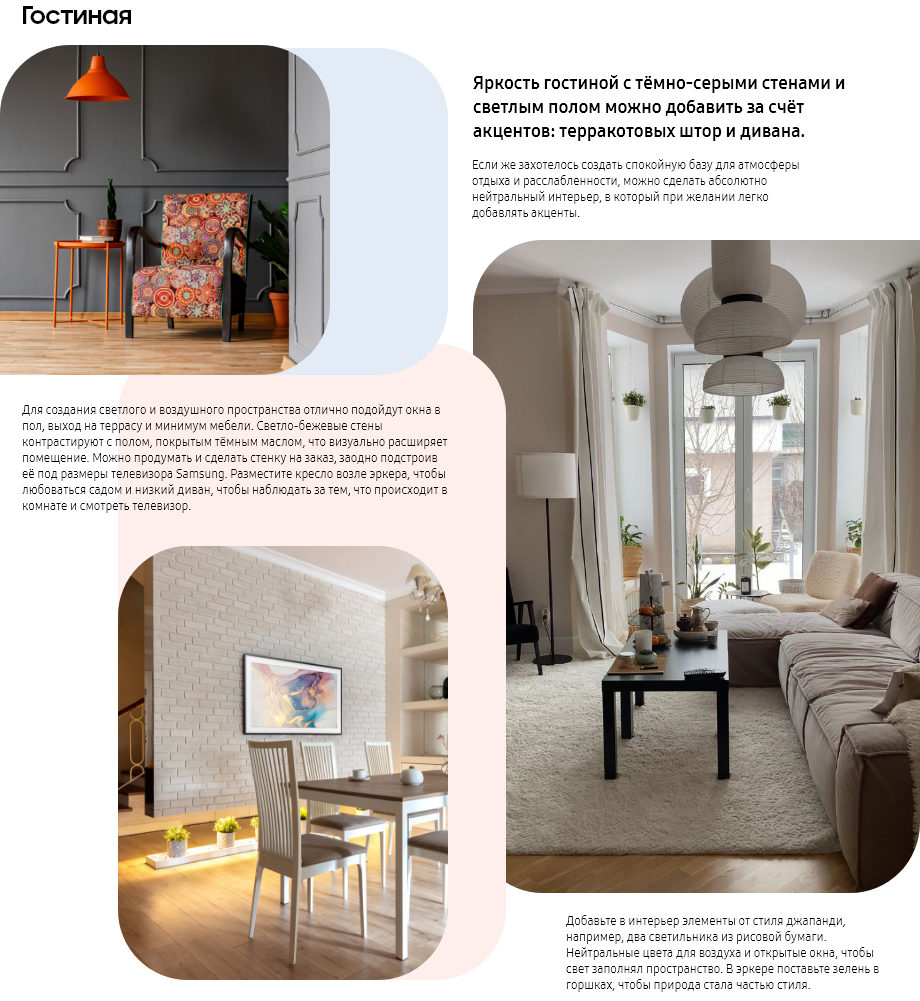 Гостиная
Яркость гостиной с тёмно-серыми стенами и
светлым полом можно добавить за счёт
акцентов: терракотовых штор и дивана.
Если же захотелось создать спокойную базу для атмосферы
отдыха и расслабленности, можно сделать абсолютно
нейтральный интерьер, в который при желании легко
добавлять акценты.
Для создания светлого и воздушного пространства отлично подойдут окна в
пол, выход на террасу и минимум мебели. Светло-бежевые стены
контрастируют с полом, покрытым тёмным маслом, что визуально расширяет
помещение. Можно продумать и сделать стенку на заказ, заодно подстроив
её под размеры телевизора Samsung. Разместите кресло возле эркера, чтобы
любоваться садом и низкий диван, чтобы наблюдать за тем, что происходит в
комнате и смотреть телевизор.
Добавьте в интерьер элементы от стиля джапанди,
например, два светильника из рисовой бумаги.
Нейтральные цвета для воздуха и открытые окна, чтобы
свет заполнял пространство. В эркере поставьте зелень в
горшках, чтобы природа стала частью стиля.